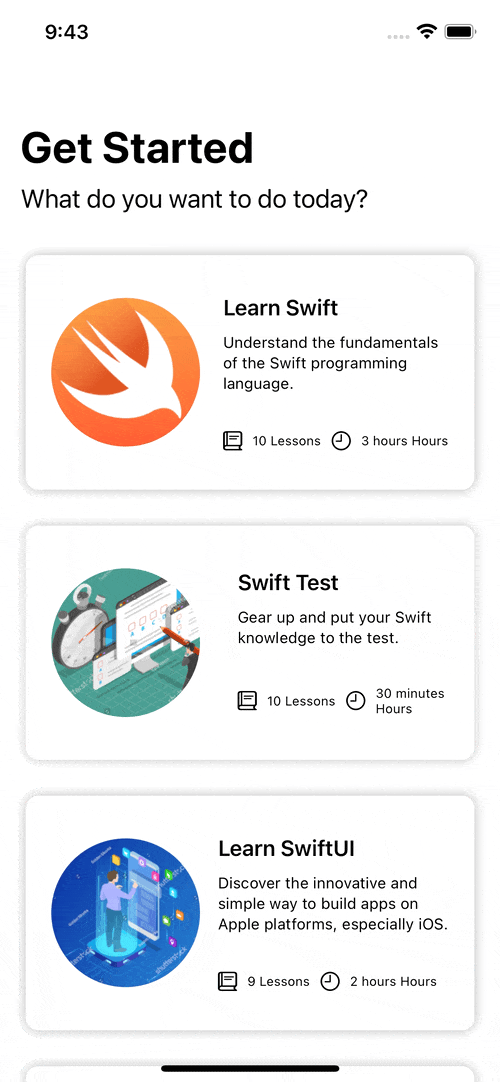 9:43
Get Started
What do you want to do today?
Learn Swift
Understand the fundamentals
of the Swift programming
language.
10 Lessons 3 hours Hours
Swift Test
Gear up and put your Swift
knowledge to the test.
10 Lessons 30 minutes
Hours
Learn SwiftUI
Discover the innovative and
simple way to build apps on
Apple platforms, especially iOS.
9 Lessons 2 hours Hours
shutterstock